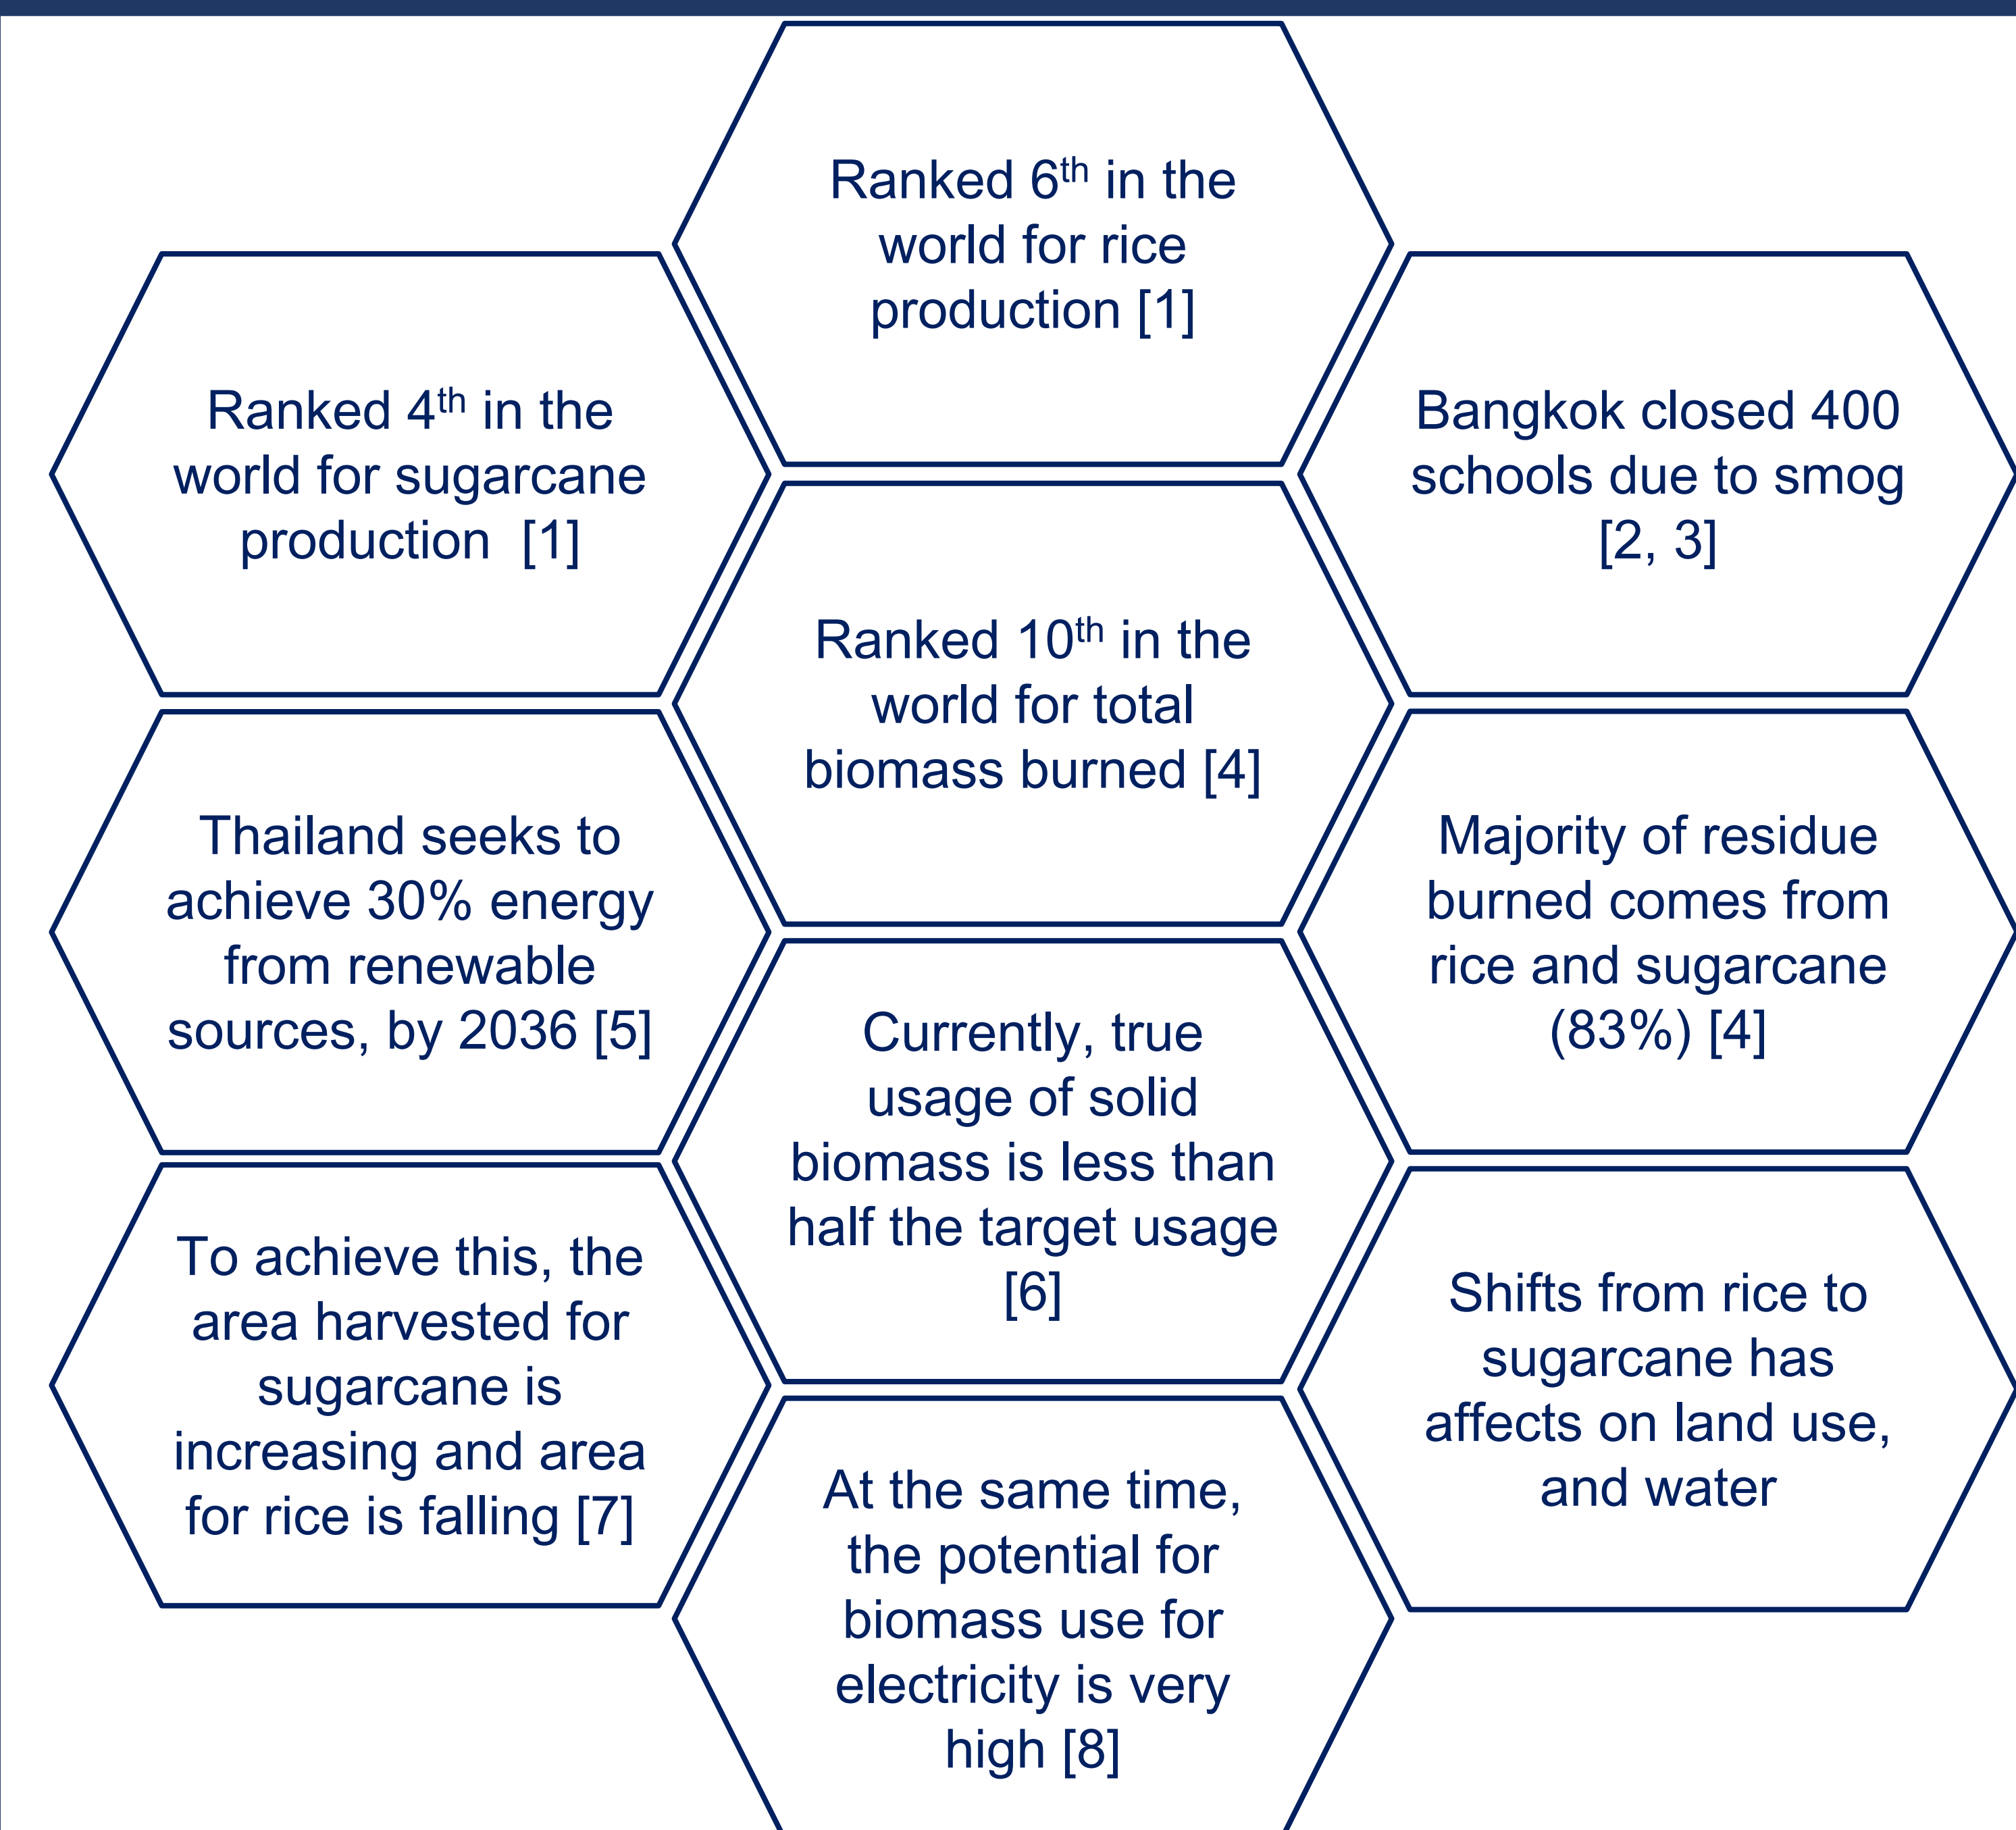 Ranked 6th in the
world for rice
production [1]
Ranked 4th in the
world for sugarcane
production  [1]
Bangkok closed 400
schools due to smog
[2, 3]
Ranked 10th in the
world for total
biomass burned [4]
Thailand seeks to
achieve 30% energy
from renewable
sources, by 2036 [5]
Majority of residue
burned comes from
rice and sugarcane
(83%) [4]
Currently, true
usage of solid
biomass is less than
half the target usage
[6]
To achieve this, the
area harvested for
sugarcane is
increasing and area
for rice is falling [7]
Shifts from rice to
sugarcane has
affects on land use,
and water
At the same time,
the potential for
biomass use for
electricity is very
high [8]